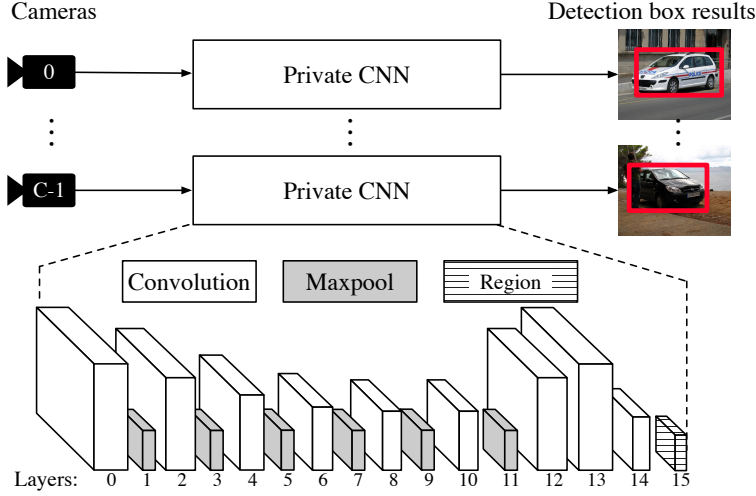 Cameras
Detection box results
0
Private CNN
C-1
Private CNN
Convolution
Maxpool
Region
Layers: 0 1 2 3 4 5 6 7 8 9 10 11 12 13 14 15